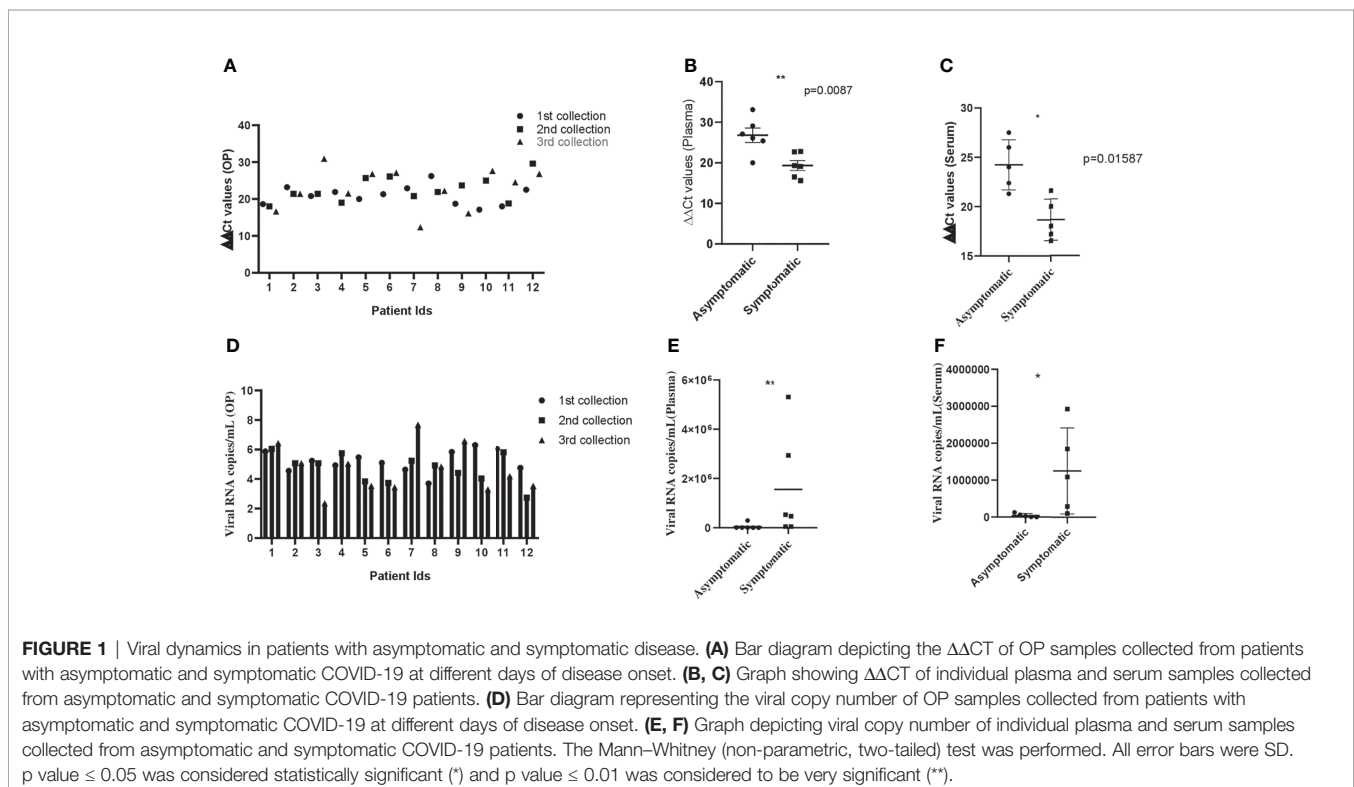 A
1st collection
2nd collection
3rd collection
▲▲Ct values (OP)
40
30
20
10
0
1 2 3 4 5 6 7 8 9 10 11 12
Patient Ids
B
**
p=0.0087
ΔΔCt values (Plasma)
40
30
20
10
0
Asymptomatic
Symptomatic
C
*
p=0.01587
▲▲Ct values (Serum)
30
25
20
15
Asymptomatic
Symptomatic
D
1st collection
2nd collection
3rd collection
Viral RNA copies/mL (OP)
10
8
6
4
2
0
1 2 3 4 5 6 7 8 9 10 11 12
Patient Ids
E
**
Viral RNA copies/mL(Plasma)
6×10⁶
4×10⁶
2×10⁶
0
Asymptomatic
Symptomatic
F
*
Viral RNA copies/mL(Serum)
4000000
3000000
2000000
1000000
0
Asymptomatic
Symptomatic
FIGURE 1 | Viral dynamics in patients with asymptomatic and symptomatic disease. (A) Bar diagram depicting the ΔΔCT of OP samples collected from patients
with asymptomatic and symptomatic COVID-19 at different days of disease onset. (B, C) Graph showing ΔΔCT of individual plasma and serum samples collected
from asymptomatic and symptomatic COVID-19 patients. (D) Bar diagram representing the viral copy number of OP samples collected from patients with
asymptomatic and symptomatic COVID-19 at different days of disease onset. (E, F) Graph depicting viral copy number of individual plasma and serum samples
collected from asymptomatic and symptomatic COVID-19 patients. The Mann–Whitney (non-parametric, two-tailed) test was performed. All error bars were SD.
p value ≤ 0.05 was considered statistically significant (*) and p value ≤ 0.01 was considered to be very significant (**).